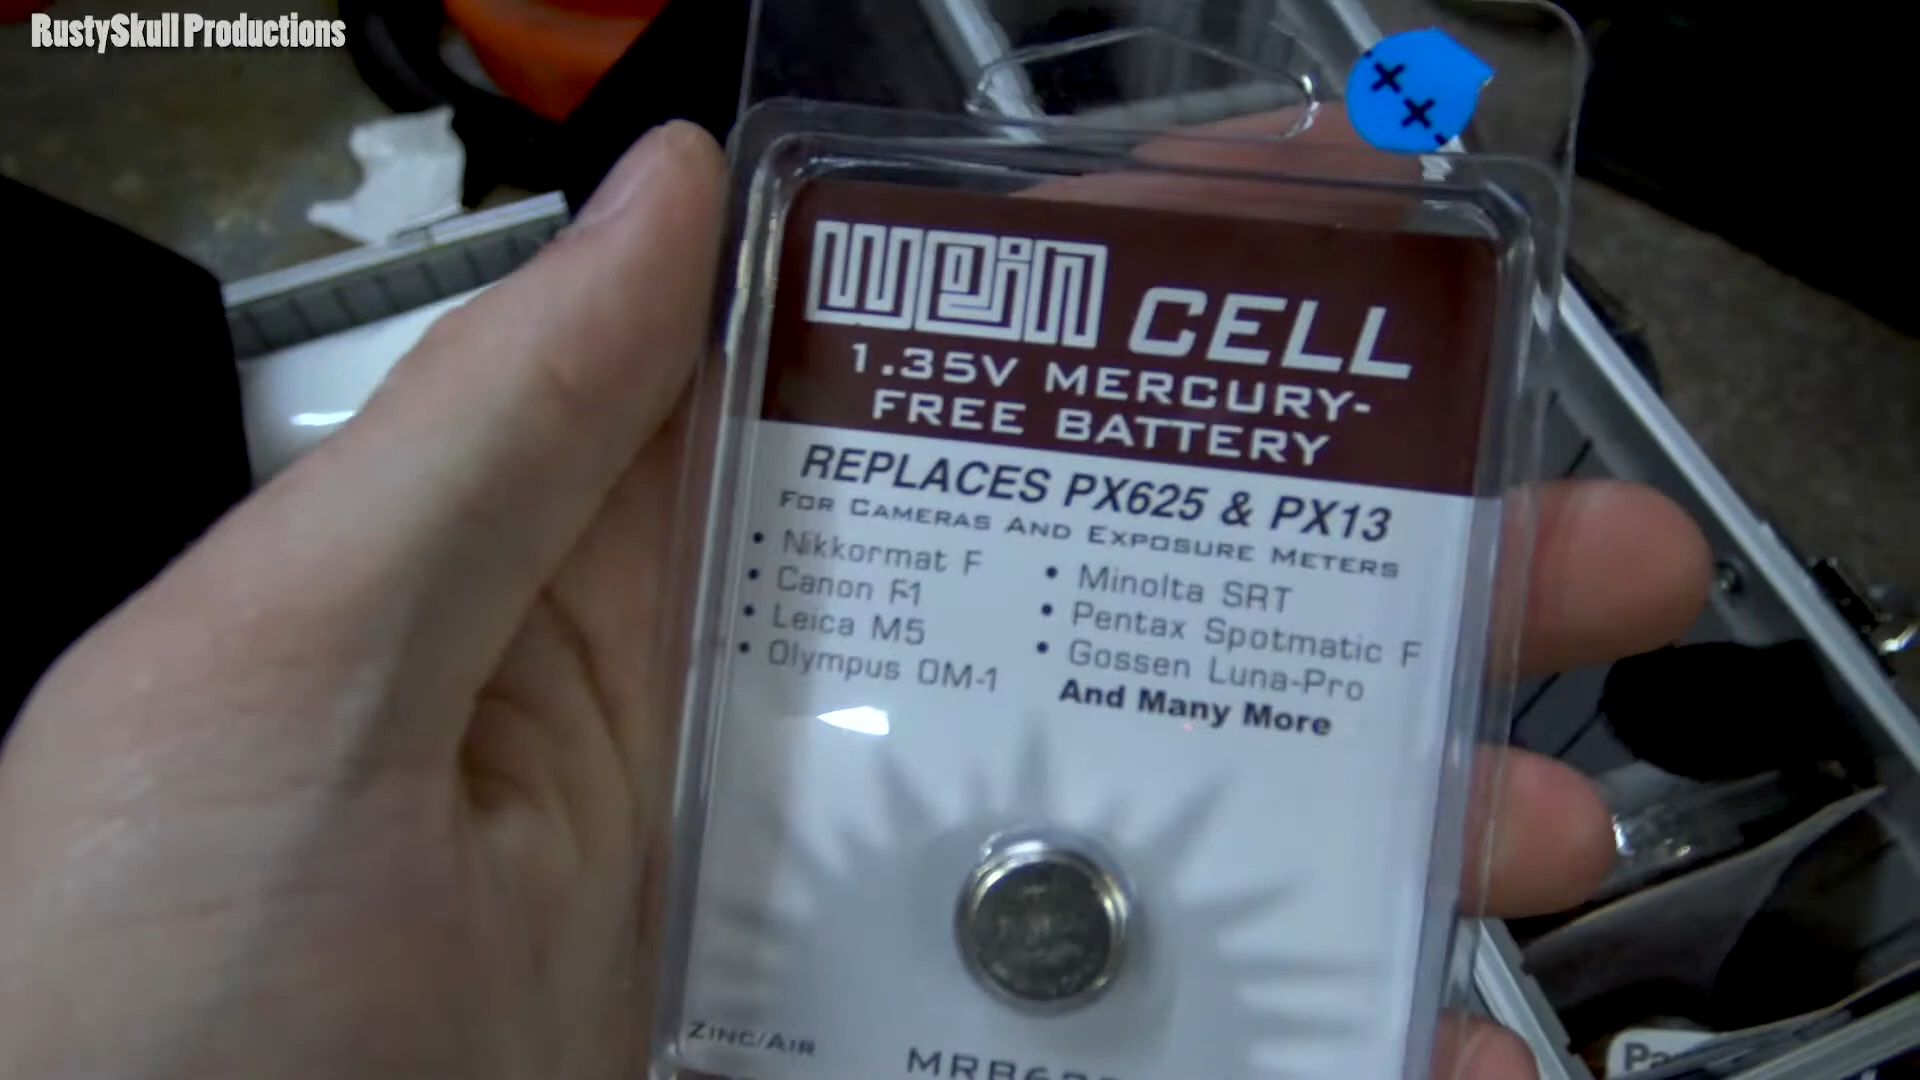 RustySkull Productions
Wein CELL
1.35V MERCURY-
FREE BATTERY
REPLACES PX625 & PX13
FOR CAMERAS AND EXPOSURE METERS
• Nikkormat F
• Canon F1
• Leica M5
• Olympus OM-1
• Minolta SRT
• Pentax Spotmatic F
• Gossen Luna-Pro
And Many More
ZINC/AIR